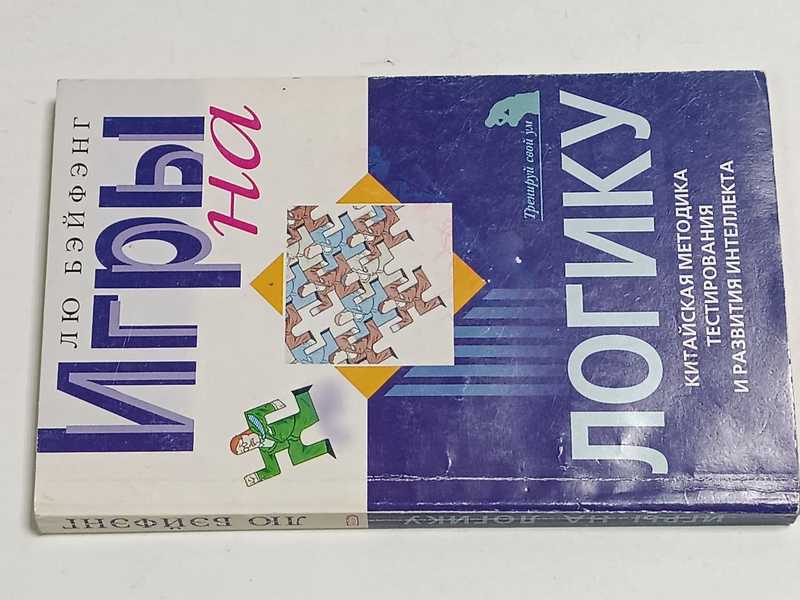 ЛЮ БЭЙФЭНГ
Игры
на
ЛОГИКУ
Тренируй свой ум
КИТАЙСКАЯ МЕТОДИКА
ТЕСТИРОВАНИЯ
И РАЗВИТИЯ ИНТЕЛЛЕКТА
ЛЮ БЭЙФЭНГ
ИГРЫ НА ЛОГИКУ